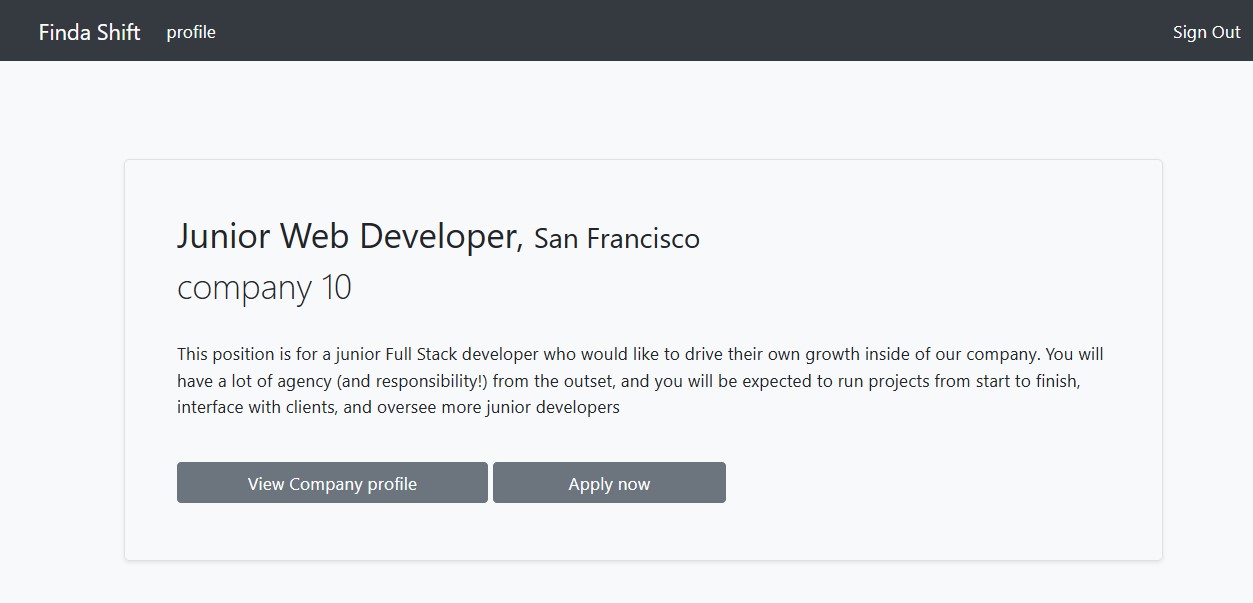 Finda Shift profile Sign Out
Junior Web Developer, San Francisco
company 10
This position is for a junior Full Stack developer who would like to drive their own growth inside of our company. You will
have a lot of agency (and responsibility!) from the outset, and you will be expected to run projects from start to finish,
interface with clients, and oversee more junior developers
View Company profile Apply now